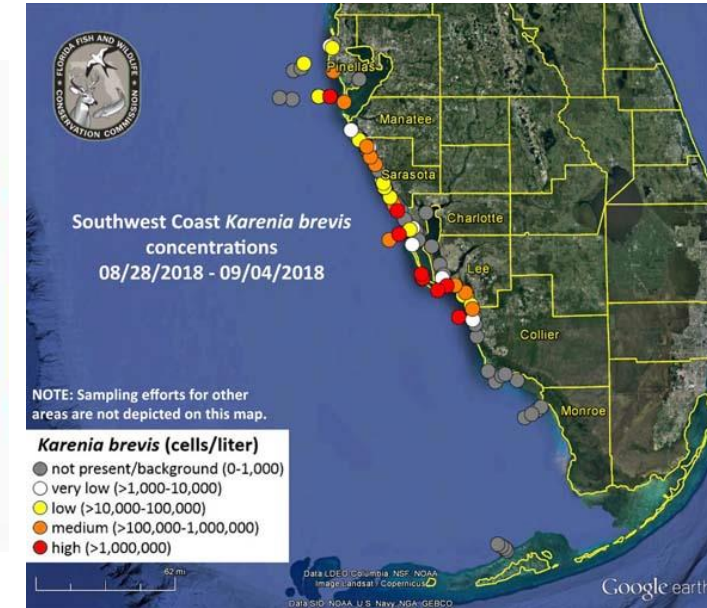 FLORIDA FISH AND WILDLIFE
CONSERVATION COMMISSION
Pinellas
Manatee
Sarasota
Charlotte
Southwest Coast Karenia brevis
concentrations
08/28/2018 - 09/04/2018
Lee
Collier
Monroe
NOTE: Sampling efforts for other
areas are not depicted on this map.
Karenia brevis (cells/liter)
not present/background (0-1,000)
very low (>1,000-10,000)
low (>10,000-100,000)
medium (>100,000-1,000,000)
high (>1,000,000)
62 mi
Data LDEO Columbia, NSF, NOAA
Image Landsat / Copernicus
Data SIO, NOAA, U.S. Navy, NGA, GEBCO
Google earth